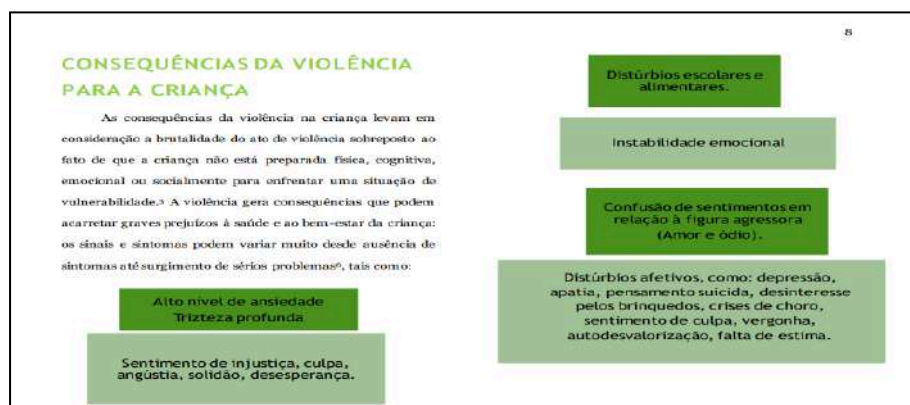 8
CONSEQUÊNCIAS DA VIOLÊNCIA
PARA A CRIANÇA
As consequências da violência na criança levam em
consideração a brutalidade do ato de violência sobreposto ao
fato de que a criança não está preparada física, cognitiva,
emocional ou socialmente para enfrentar uma situação de
vulnerabilidade.⁵ A violência gera consequências que podem
acarretar graves prejuízos à saúde e ao bem-estar da criança:
os sinais e sintomas podem variar muito desde ausência de
sintomas até surgimento de sérios problemas⁶, tais como:
Alto nível de ansiedade
Trizteza profunda
Sentimento de injustiça, culpa,
angústia, solidão, desesperança.
Distúrbios escolares e
alimentares.
Instabilidade emocional
Confusão de sentimentos em
relação à figura agressora
(Amor e ódio).
Distúrbios afetivos, como: depressão,
apatia, pensamento suicida, desinteresse
pelos brinquedos, crises de choro,
sentimento de culpa, vergonha,
autodesvalorização, falta de estima.